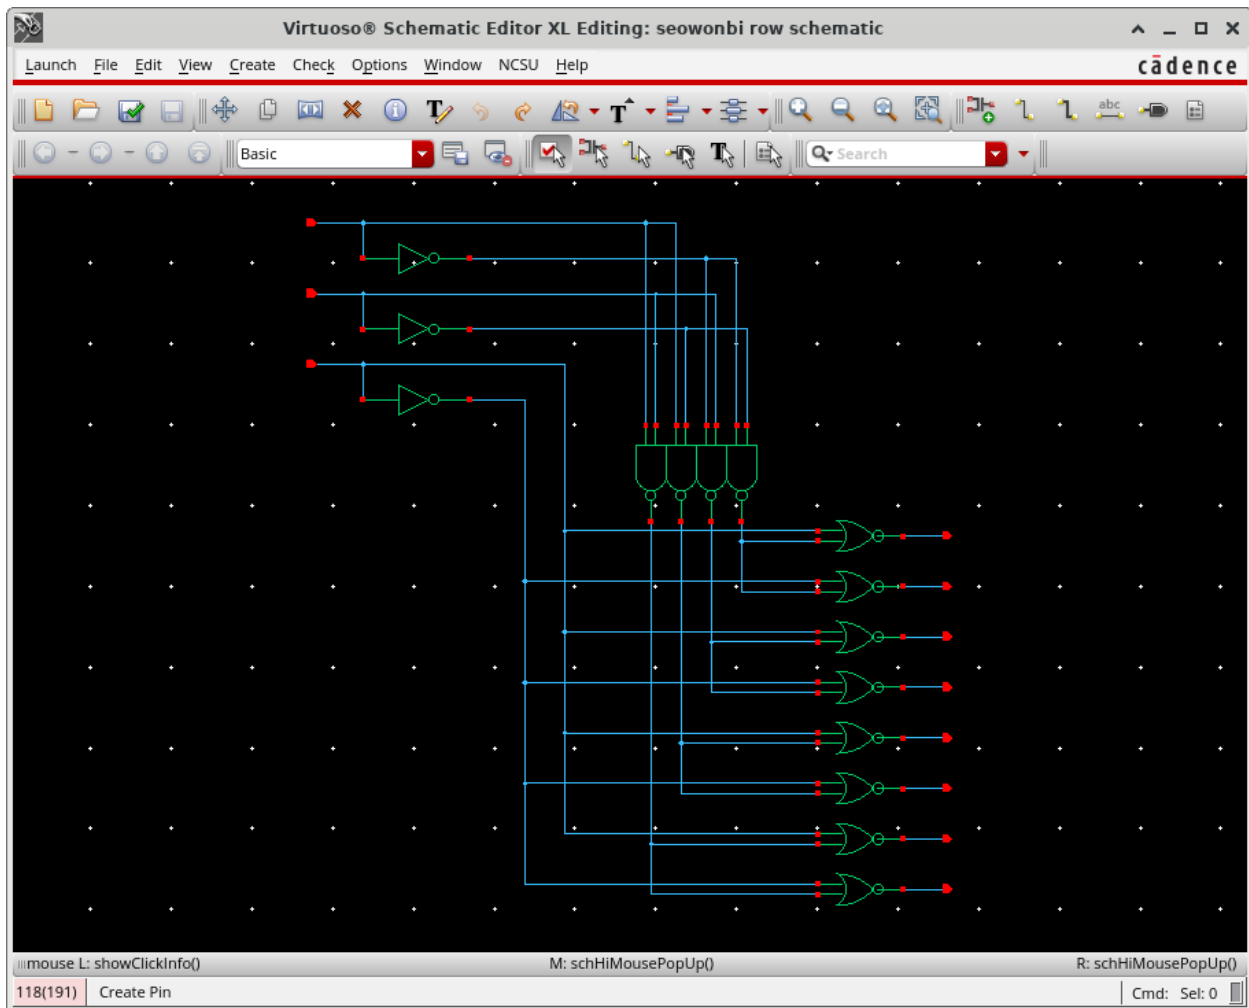 Virtuoso® Schematic Editor XL Editing: seowonbi row schematic
Launch File Edit View Create Check Options Window NCSU Help cādence
T T abc
Basic T Search
mouse L: showClickInfo() M: schHiMousePopUp() R: schHiMousePopUp()
118(191) Create Pin Cmd: Sel: 0